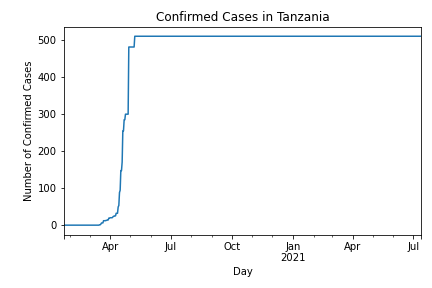 Confirmed Cases in Tanzania
Number of Confirmed Cases
500
400
300
200
100
0
Apr
Jul
Oct
Jan
2021
Apr
Jul
Day